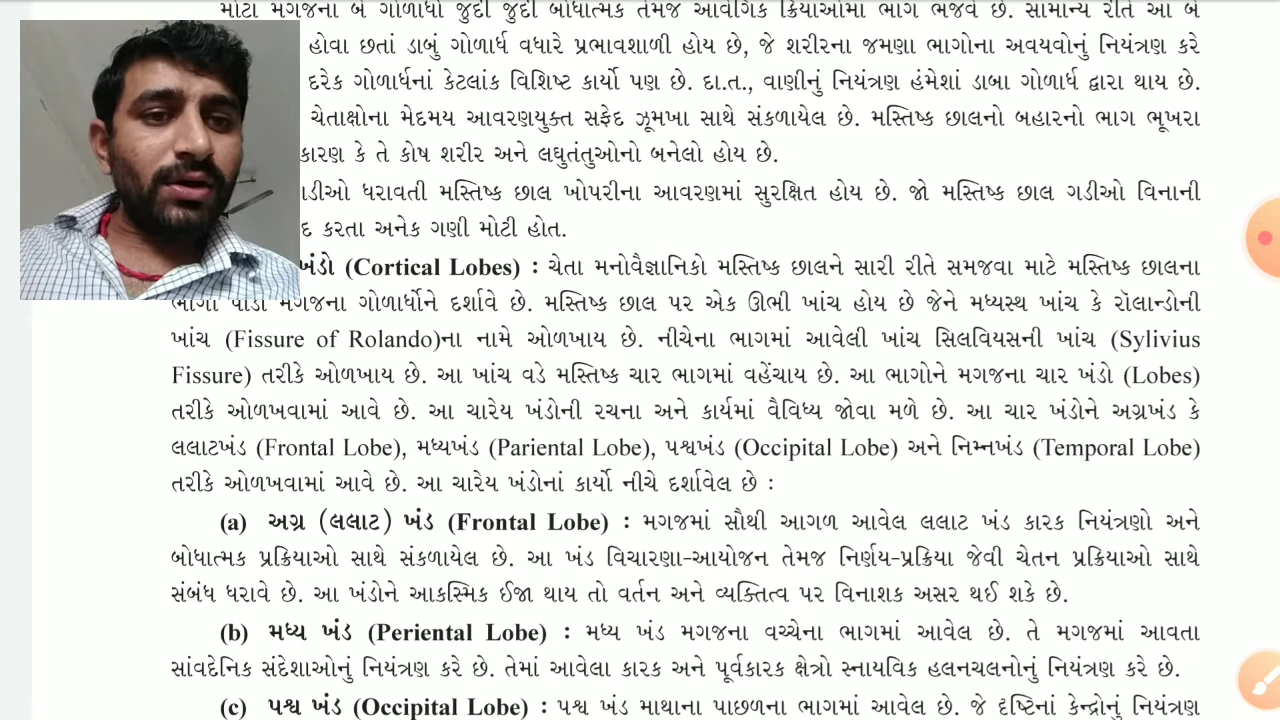 મોટા મગજના બે ગોળાર્ધો જુદી જુદી બોધાત્મક તેમજ આવેગિક ક્રિયાઓમાં ભાગ ભજવે છે. સામાન્ય રીતે આ બે
હોવા છતાં ડાબું ગોળાર્ધ વધારે પ્રભાવશાળી હોય છે, જે શરીરના જમણા ભાગોના અવયવોનું નિયંત્રણ કરે
દરેક ગોળાર્ધનાં કેટલાંક વિશિષ્ટ કાર્યો પણ છે. દા.ત., વાણીનું નિયંત્રણ હંમેશાં ડાબા ગોળાર્ધ દ્વારા થાય છે.
ચેતાક્ષોના મેદમય આવરણયુક્ત સફેદ ઝૂમખા સાથે સંકળાયેલ છે. મસ્તિષ્ક છાલનો બહારનો ભાગ ભૂખરા
કારણ કે તે કોષ શરીર અને લઘુતંતુઓનો બનેલો હોય છે.
ગડીઓ ધરાવતી મસ્તિષ્ક છાલ ખોપરીના આવરણમાં સુરક્ષિત હોય છે. જો મસ્તિષ્ક છાલ ગડીઓ વિનાની
કરતા અનેક ગણી મોટી હોત.
ખંડો (Cortical Lobes) : ચેતા મનોવૈજ્ઞાનિકો મસ્તિષ્ક છાલને સારી રીતે સમજવા માટે મસ્તિષ્ક છાલના
ભાગો પાડી મગજના ગોળાર્ધોને દર્શાવે છે. મસ્તિષ્ક છાલ પર એક ઊભી ખાંચ હોય છે જેને મધ્યસ્થ ખાંચ કે રૉલાન્ડોની
ખાંચ (Fissure of Rolando)ના નામે ઓળખાય છે. નીચેના ભાગમાં આવેલી ખાંચ સિલવિયસની ખાંચ (Sylivius
Fissure) તરીકે ઓળખાય છે. આ ખાંચ વડે મસ્તિષ્ક ચાર ભાગમાં વહેંચાય છે. આ ભાગોને મગજના ચાર ખંડો (Lobes)
તરીકે ઓળખવામાં આવે છે. આ ચારેય ખંડોની રચના અને કાર્યમાં વૈવિધ્ય જોવા મળે છે. આ ચાર ખંડોને અગ્રખંડ કે
લલાટખંડ (Frontal Lobe), મધ્યખંડ (Pariental Lobe), પશ્વખંડ (Occipital Lobe) અને નિમ્નખંડ (Temporal Lobe)
તરીકે ઓળખવામાં આવે છે. આ ચારેય ખંડોનાં કાર્યો નીચે દર્શાવેલ છે :
(a) અગ્ર (લલાટ) ખંડ (Frontal Lobe) : મગજમાં સૌથી આગળ આવેલ લલાટ ખંડ કારક નિયંત્રણો અને
બોધાત્મક પ્રક્રિયાઓ સાથે સંકળાયેલ છે. આ ખંડ વિચારણા-આયોજન તેમજ નિર્ણય-પ્રક્રિયા જેવી ચેતન પ્રક્રિયાઓ સાથે
સંબંધ ધરાવે છે. આ ખંડોને આકસ્મિક ઈજા થાય તો વર્તન અને વ્યક્તિત્વ પર વિનાશક અસર થઈ શકે છે.
(b) મધ્ય ખંડ (Periental Lobe) : મધ્ય ખંડ મગજના વચ્ચેના ભાગમાં આવેલ છે. તે મગજમાં આવતા
સાંવદેનિક સંદેશાઓનું નિયંત્રણ કરે છે. તેમાં આવેલા કારક અને પૂર્વકારક ક્ષેત્રો સ્નાયવિક હલનચલનોનું નિયંત્રણ કરે છે.
(c) પશ્વ ખંડ (Occipital Lobe) : પશ્વ ખંડ માથાના પાછળના ભાગમાં આવેલ છે. જે દૃષ્ટિનાં કેન્દ્રોનું નિયંત્રણ